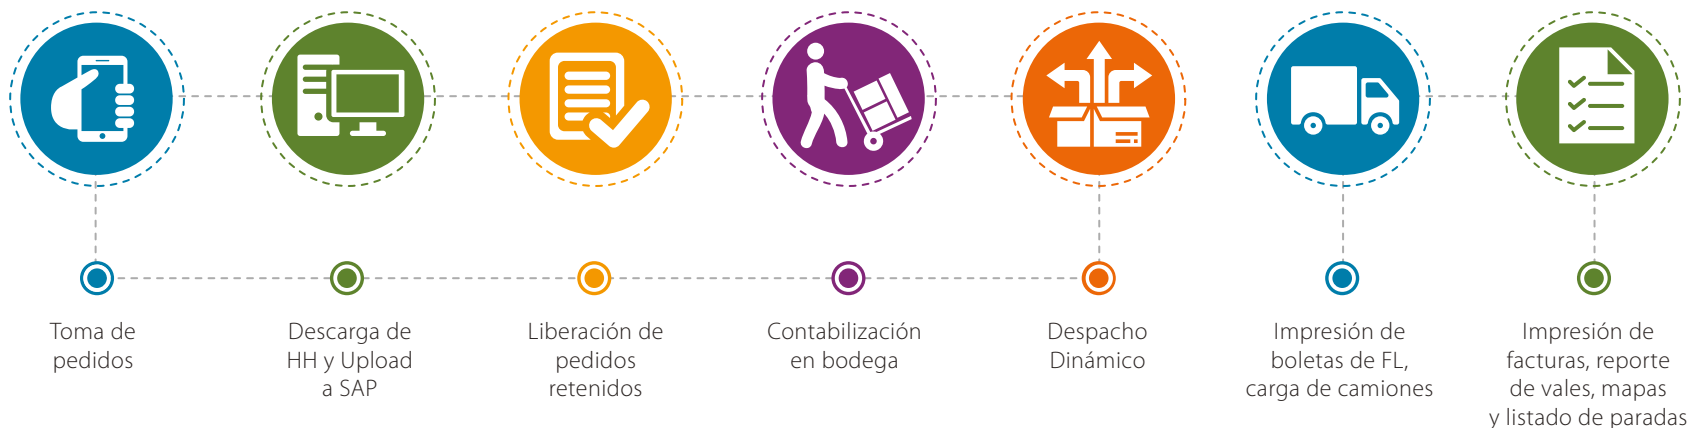 Toma de
pedidos
Descarga de
HH y Upload
a SAP
Liberación de
pedidos
retenidos
Contabilización
en bodega
Despacho
Dinámico
Impresión de
boletas de FL,
carga de camiones
Impresión de
facturas, reporte
de vales, mapas
y listado de paradas